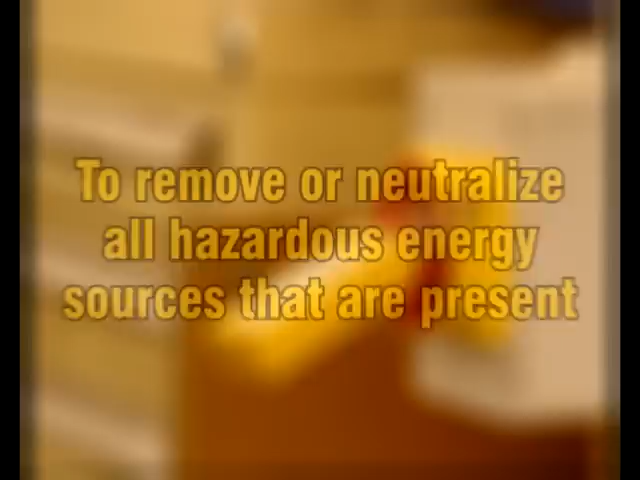 To remove or neutralize
all hazardous energy
sources that are present